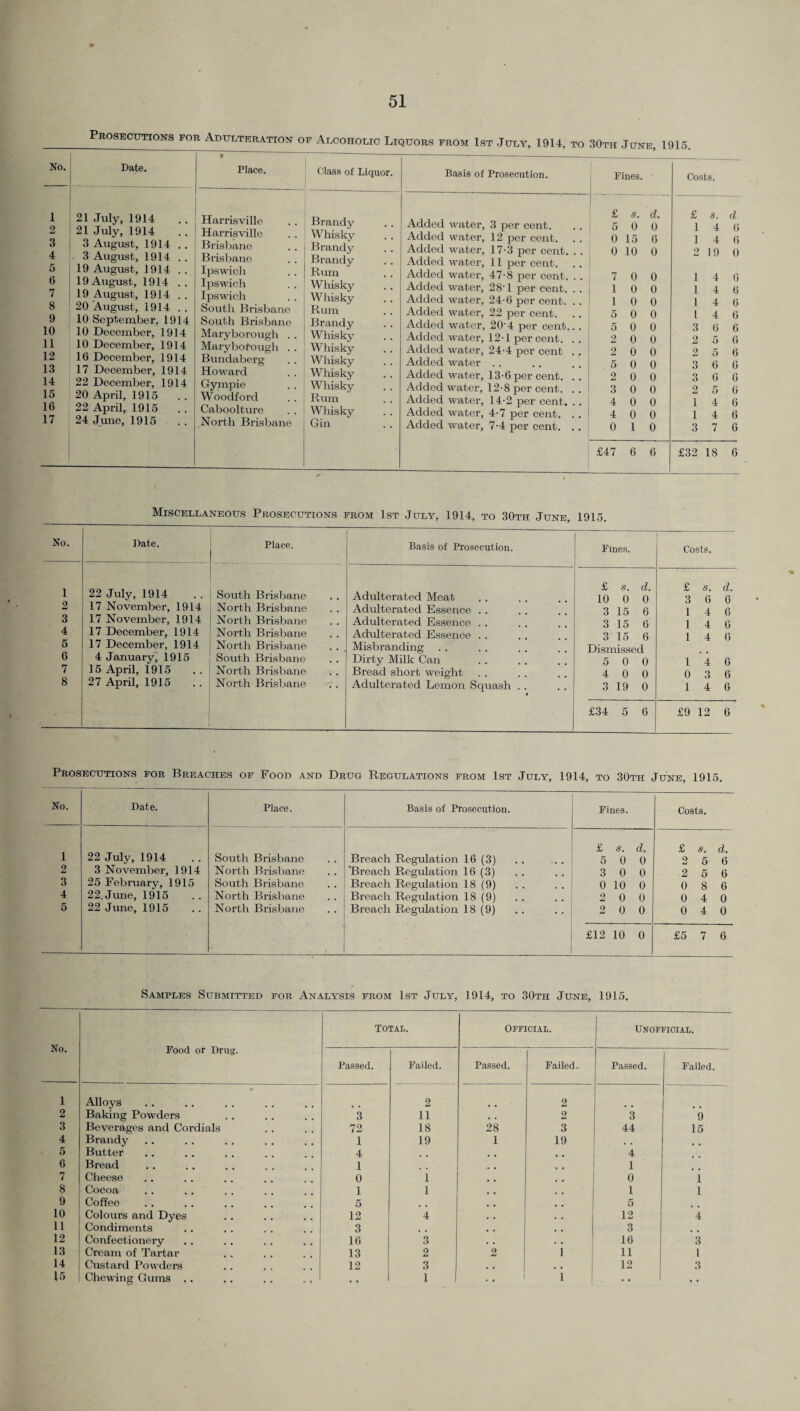 51
PROSECUTIONS FOR ADULTERATION OF ALCOHOLIC LIQUORS FROM 1ST JULY, 1914, TO 30TH JUNE, 1915.
No. Date. Place. Class of Liquor. Basis of Prosecution. Fines. Costs.
£ s. d. £ s. d.
1 21 July, 1914 .. Harrisville .. Brandy .. Added water, 3 per cent. .. 5 0 0 1 4 6
2 21 July, 1914 .. Harrisville .. Whisky .. Added water, 12 per cent. .. 0 15 6 1 4 6
3 3 August, 1914 .. Brisbane .. Brandy .. Added water, 17·3 per cent. .. 0 10 0 2 19 0
4 3 August, 1914 .. Brisbane .. Brandy .. Added water, 11 per cent. ..
5 19 August, 1914 .. Ipswich .. Rum .. Added water, 47·8 per cent. .. 7 0 0 1 4 6
6 19 August, 1914 .. Ipswich .. Whisky .. Added water, 28·1 per cent. .. 1 0 0 1 4 6
7 19 August, 1914 .. Ipswich .. Whisky .. Added water, 24·6 per cent. .. 1 0 0 1 4 6
8 20 August, 1914 .. South Brisbane Rum .. Added water, 22 per cent. .. 5 0 0 1 4 6
9 10 September, 1914 South Brisbane Brandy .. Added water, 20·4 per cent. .. 5 0 0 3 6 6
10 10 December, 1914 Maryborough .. Whisky .. Added water, 12·1 per cent. .. 2 0 0 2 5 6
11 10 December, 1914 Maryborough .. Whisky .. Added water, 24·4 per cent .. 2 0 0 2 5 6
12 16 December, 1914 Bundaberg .. Whisky .. Added water .. .. .. 5 0 0 3 6 6
13 17 December, 1914 Howard .. Whisky .. Added water, 13·6 per cent. .. 2 0 0 3 6 6
14 22 December, 1914 Gympie .. Whisky .. Added water, 12·8 per cent. .. 3 0 0 2 5 6
15 20 April, 1915 .. Woodford .. Rum .. Added water, 14·2 per cent. .. 4 0 0 1 4 6
16 22 April, 1915 .. Caboolture .. Whisky .. Added water, 4·7 per cent. .. 4 0 0 1 4 6
17 24 June, 1915 .. North Brisbane Gin .. Added water, 7·4 per cent. .. 0 1 0 3 7 6
£47 6 6 £32 18 6
MISCELLANEOUS PROSECUTIONS FROM 1ST JULY, 1914, TO 30TH JUNE, 1915.
No. Date. Place. Basis of Prosecution. Fines. Costs.
£ s. d. £ s. d.
1 22 July, 1914 .. South Brisbane .. Adulterated Meat .. .. .. 10 0 0 3 6 6
2 17 November, 1914 North Brisbane .. Adulterated Essence .. .. .. 3 15 6 1 4 6
3 17 November, 1914 North Brisbane .. Adulterated Essence .. .. .. 3 15 6 1 4 6
4 17 December, 1914 North Brisbane .. Adulterated Essence .. .. .. 3 15 6 1 4 6
5 17 December, 1914 North Brisbane .. Misbranding .. .. .. .. Dismissed ..
6 4 January, 1915 South Brisbane .. Dirty Milk Can .. .. .. 5 0 0 1 4 6
7 15 April, 1915 .. North Brisbane .. Bread short weight .. .. .. 4 0 0 0 3 6
8 27 April, 1915 .. North Brisbane .. Adulterated Lemon Squash .. .. 3 19 0 1 4 6
£34 5 6 £9 12 6
PROSECUTIONS FOR BREACHES OF FOOD AND DRUG REGULATIONS FROM 1ST JULY, 1914, TO 30TH JUNE, 1915.
No. Date. Place. Basis of Prosecution. Fines. Costs.
£ s. d. £ s. d.
1 22 July, 1914 .. South Brisbane .. Breach Regulation 16 (3) .. .. 5 0 0 2 5 6
2 3 November, 1914 North Brisbane .. Breach Regulation 16 (3) .. .. 3 0 0 2 5 6
3 25 February, 1915 South Brisbane .. Breach Regulation 18 (9) .. .. 0 10 0 0 8 6
4 22 June, 1915 .. North Brisbane .. Breach Regulation 18 (9) .. .. 2 0 0 0 4 0
5 22 June, 1915 .. North Brisbane .. Breach Regulation 18 (9) .. .. 2 0 0 0 4 0
£12 10 0 £5 7 6
SAMPLES SUBMITTED FOR ANALYSIS FROM 1ST JULY, 1914, TO 30TH JUNE, 1915.
No. Food or Drug. TOTAL. OFFICIAL. UNOFFICIAL.
Passed. Failed. Passed. Failed. Passed. Failed.
1 Alloys .. .. .. .. .. .. 2 .. 2 .. ..
2 Baking Powders .. .. .. 3 11 .. 2 3 9
3 Beverages and Cordials .. .. 72 18 28 3 44 15
4 Brandy .. .. .. .. .. 1 19 1 19 .. ..
5 Butter .. .. .. .. .. 4 .. .. .. 4 ..
6 Bread .. .. .. .. .. 1 .. .. .. 1 ..
7 Cheese .. .. .. .. .. 0 1 .. .. 0 1
8 Cocoa .. .. .. .. .. 1 1 .. .. 1 1
9 Coffee .. .. .. .. .. 5 .. .. .. 5 ..
10 Colours and Dyes .. .. .. 12 4 .. .. 12 4
11 Condiments .. .. .. .. 3 .. .. .. 3 ..
12 Confectionery .. .. .. .. 16 3 .. .. 16 3
13 Cream of Tartar .. .. .. 13 2 2 1 11 1
14 Custard Powders .. .. .. 12 3 .. .. 12 3
15 Chewing Gums .. .. .. .. .. 1 .. 1 .. ..